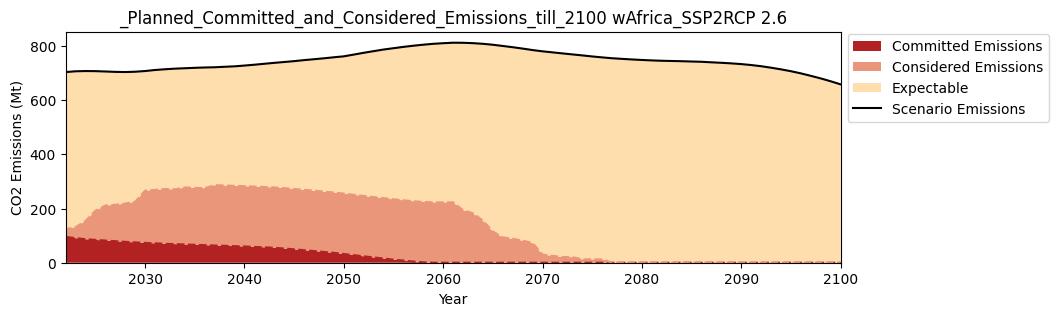 _Planned_Committed_and_Considered_Emissions_till_2100 wAfrica_SSP2RCP 2.6
CO2 Emissions (Mt)
800
600
400
200
0
2030 2040 2050 2060 2070 2080 2090 2100
Year
Committed Emissions
Considered Emissions
Expectable
Scenario Emissions